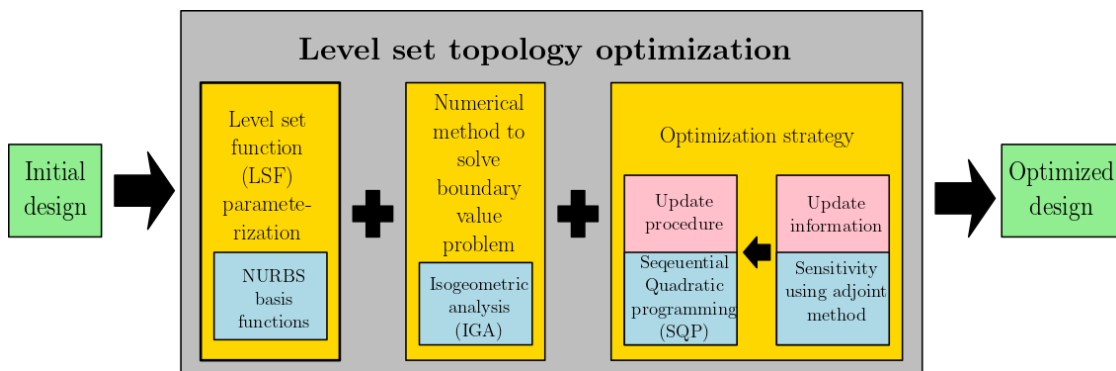 Level set topology optimization
Initial
design
Level set
function
(LSF)
paramete-
rization
NURBS
basis
functions
Numerical
method to
solve
boundary
value
problem
Isogeometric
analysis
(IGA)
Optimization strategy
Update
procedure
Seqeuential
Quadratic
programming
(SQP)
Update
information
Sensitivity
using adjoint
method
Optimized
design